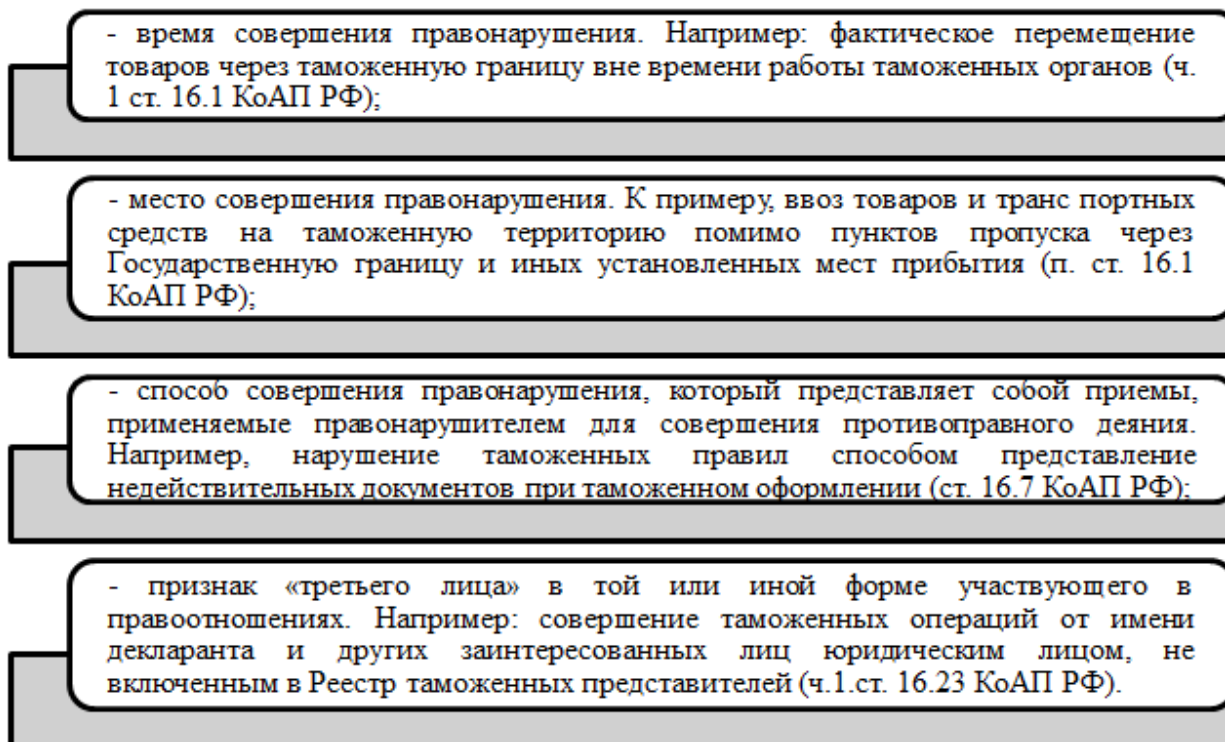 - время совершения правонарушения. Например: фактическое перемещение
товаров через таможенную границу вне времени работы таможенных органов (ч.
1 ст. 16.1 КоАП РФ);
- место совершения правонарушения. К примеру, ввоз товаров и транс портных
средств на таможенную территорию помимо пунктов пропуска через
Государственную границу и иных установленных мест прибытия (п. ст. 16.1
КоАП РФ);
- способ совершения правонарушения, который представляет собой приемы,
применяемые правонарушителем для совершения противоправного деяния.
Например, нарушение таможенных правил способом представление
недействительных документов при таможенном оформлении (ст. 16.7 КоАП РФ);
- признак «третьего лица» в той или иной форме участвующего в
правоотношениях. Например: совершение таможенных операций от имени
декларанта и других заинтересованных лиц юридическим лицом, не
включенным в Реестр таможенных представителей (ч.1.ст. 16.23 КоАП РФ).